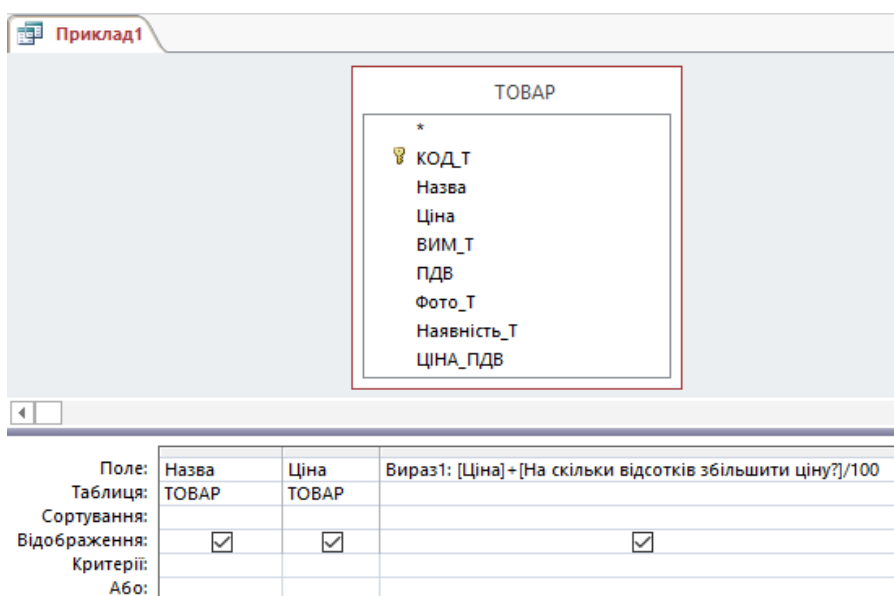 Приклад1
ТОВАР
*
КОД_Т
Назва
Ціна
ВИМ_Т
ПДВ
Фото_Т
Наявність_Т
ЦІНА_ПДВ
Поле: Назва Ціна Вираз1: [Ціна]+[На скільки відсотків збільшити ціну?]/100
Таблиця: ТОВАР ТОВАР
Сортування:
Відображення:
Критерії:
Або: